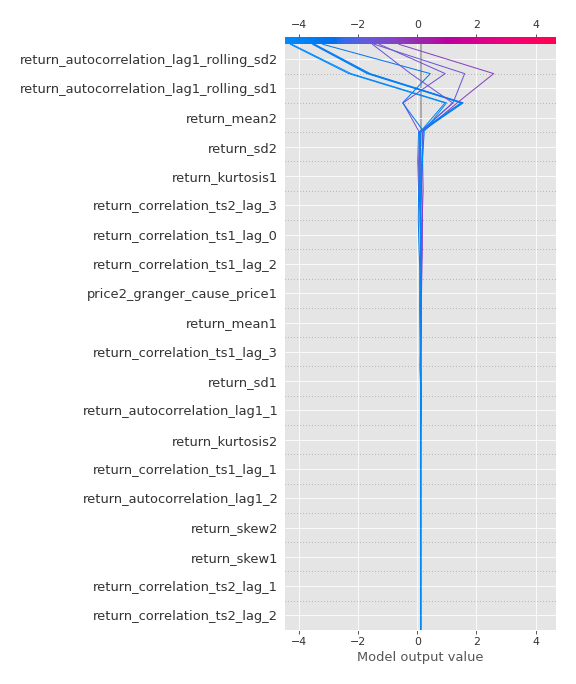 −4 −2 0 2 4
return_autocorrelation_lag1_rolling_sd2
return_autocorrelation_lag1_rolling_sd1
return_mean2
return_sd2
return_kurtosis1
return_correlation_ts2_lag_3
return_correlation_ts1_lag_0
return_correlation_ts1_lag_2
price2_granger_cause_price1
return_mean1
return_correlation_ts1_lag_3
return_sd1
return_autocorrelation_lag1_1
return_kurtosis2
return_correlation_ts1_lag_1
return_autocorrelation_lag1_2
return_skew2
return_skew1
return_correlation_ts2_lag_1
return_correlation_ts2_lag_2
−4 −2 0 2 4
Model output value